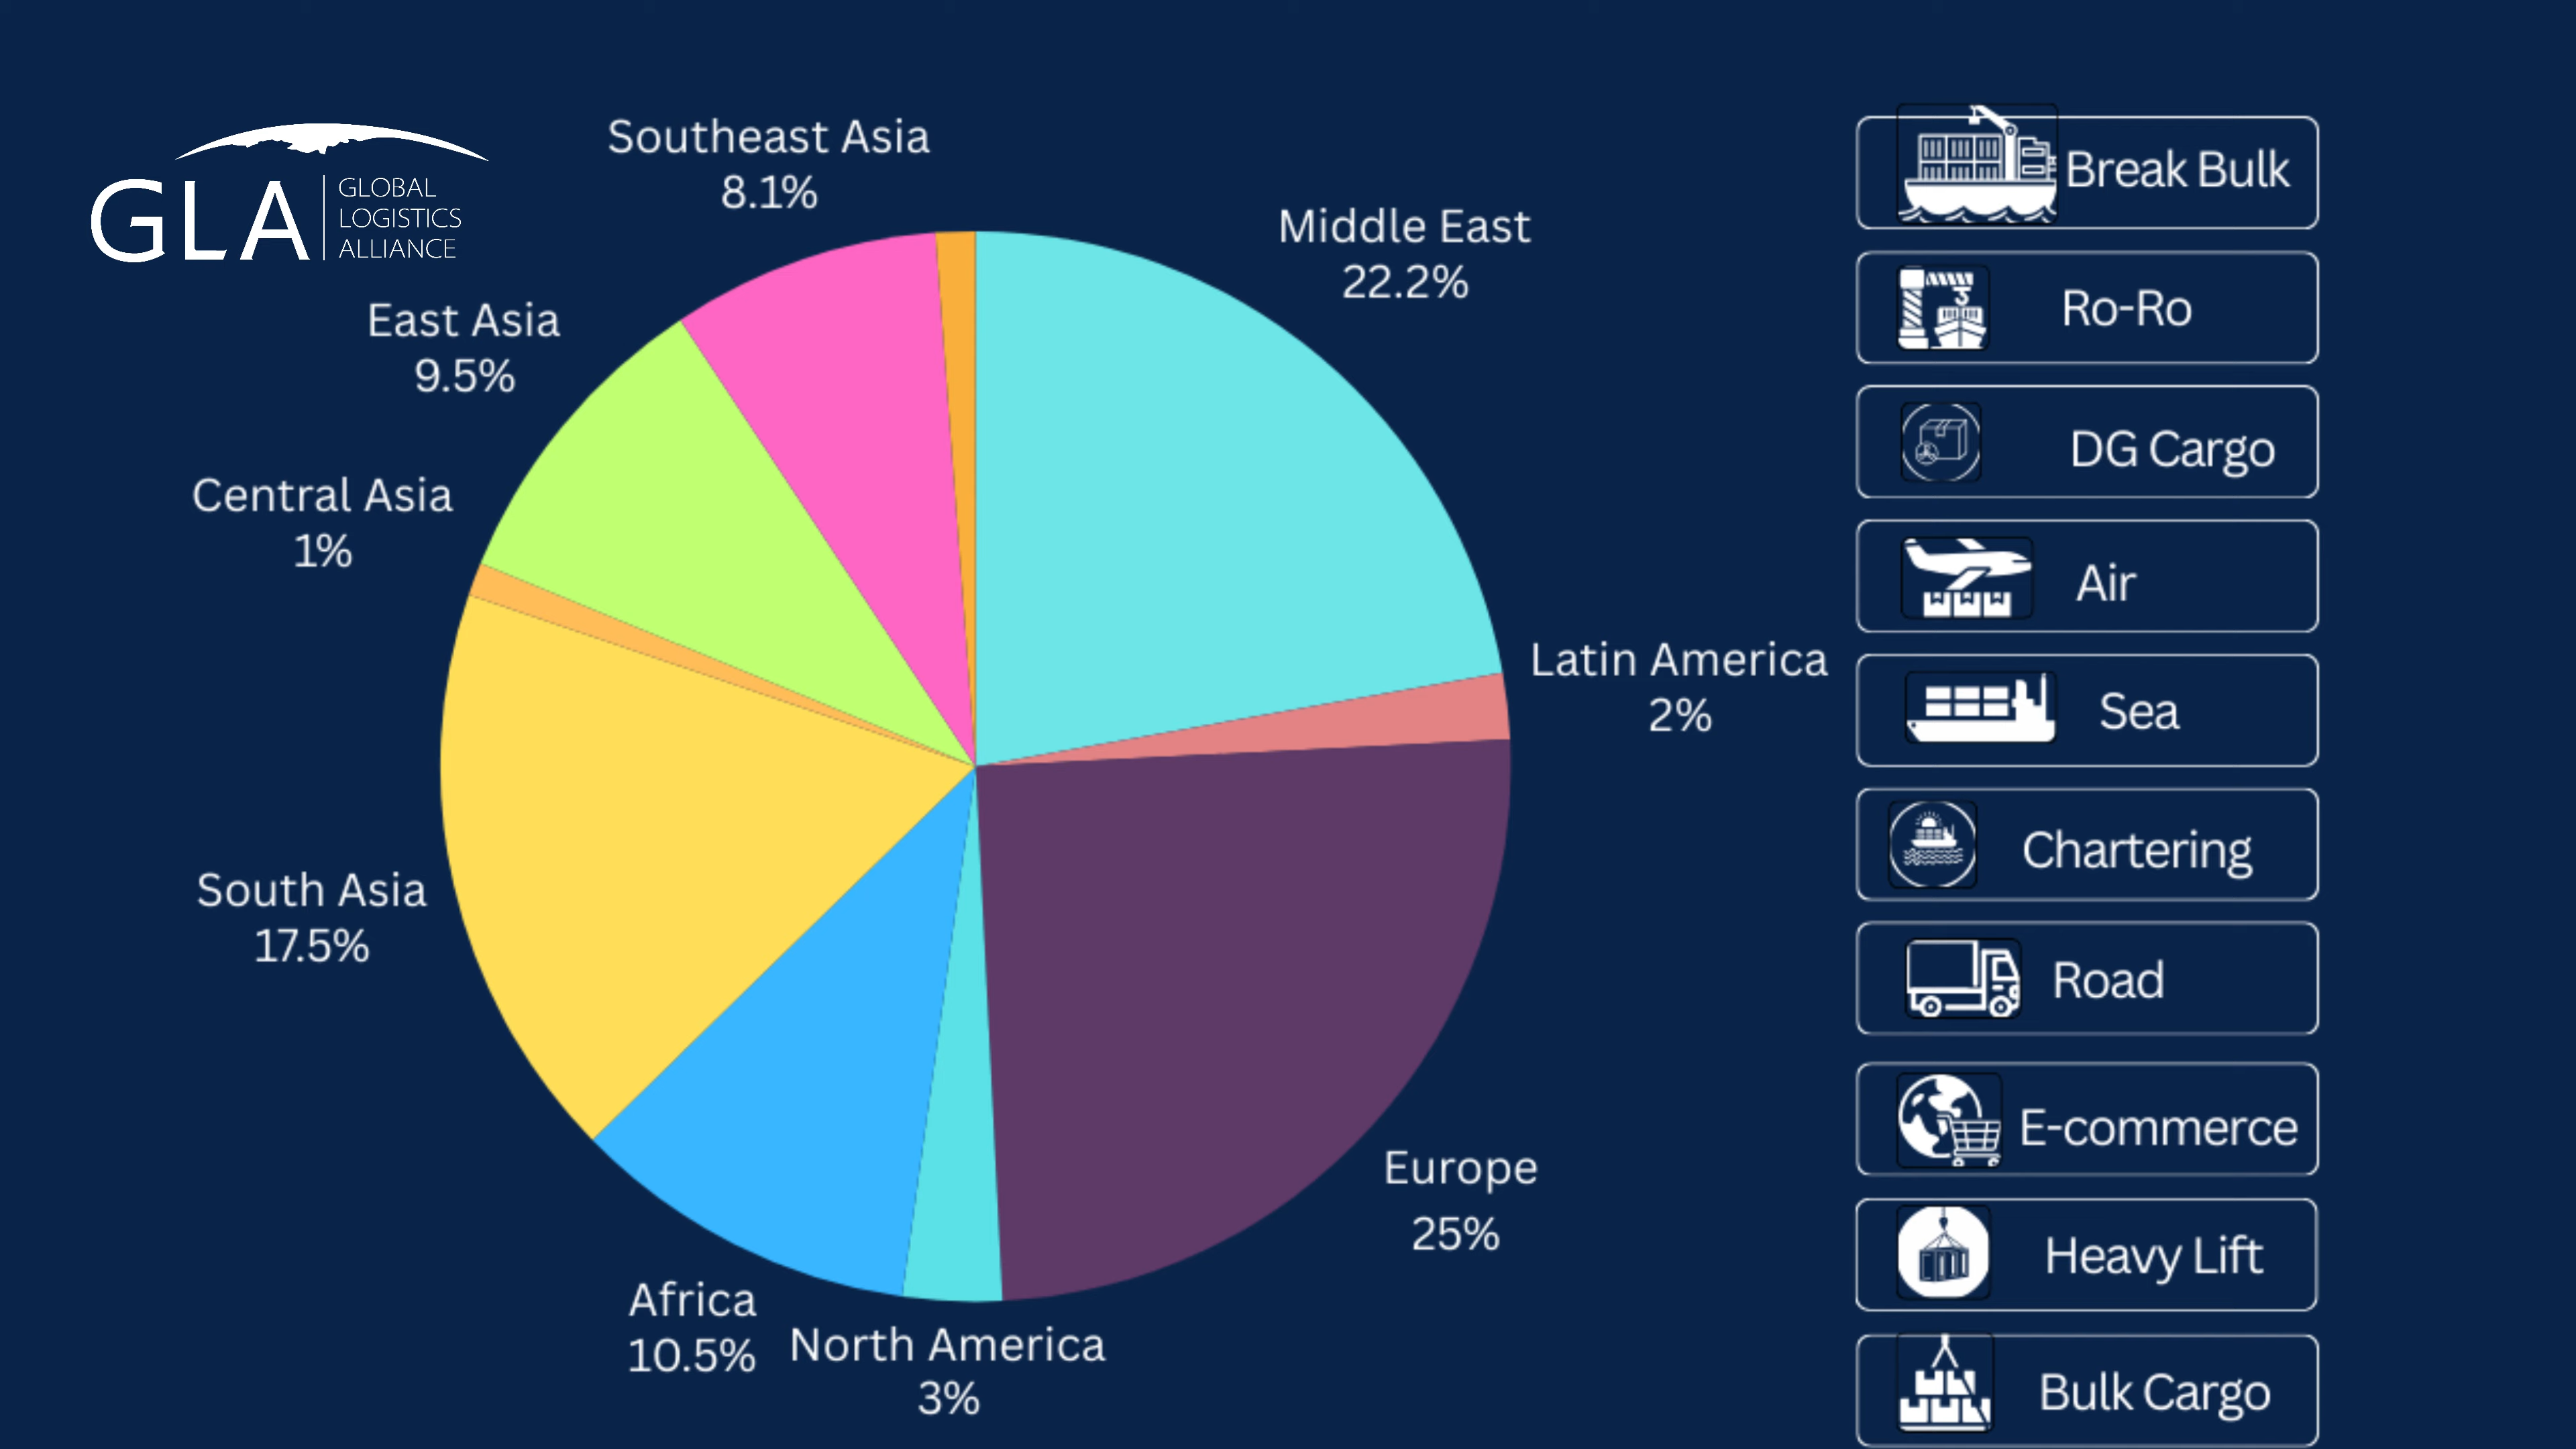 GLA
GLOBAL
LOGISTICS
ALLIANCE
Southeast Asia
8.1%
Middle East
22.2%
East Asia
9.5%
Central Asia
1%
Latin America
2%
South Asia
17.5%
Europe
25%
Africa
10.5%
North America
3%
Break Bulk
Ro-Ro
DG Cargo
Air
Sea
Chartering
Road
E-commerce
Heavy Lift
Bulk Cargo